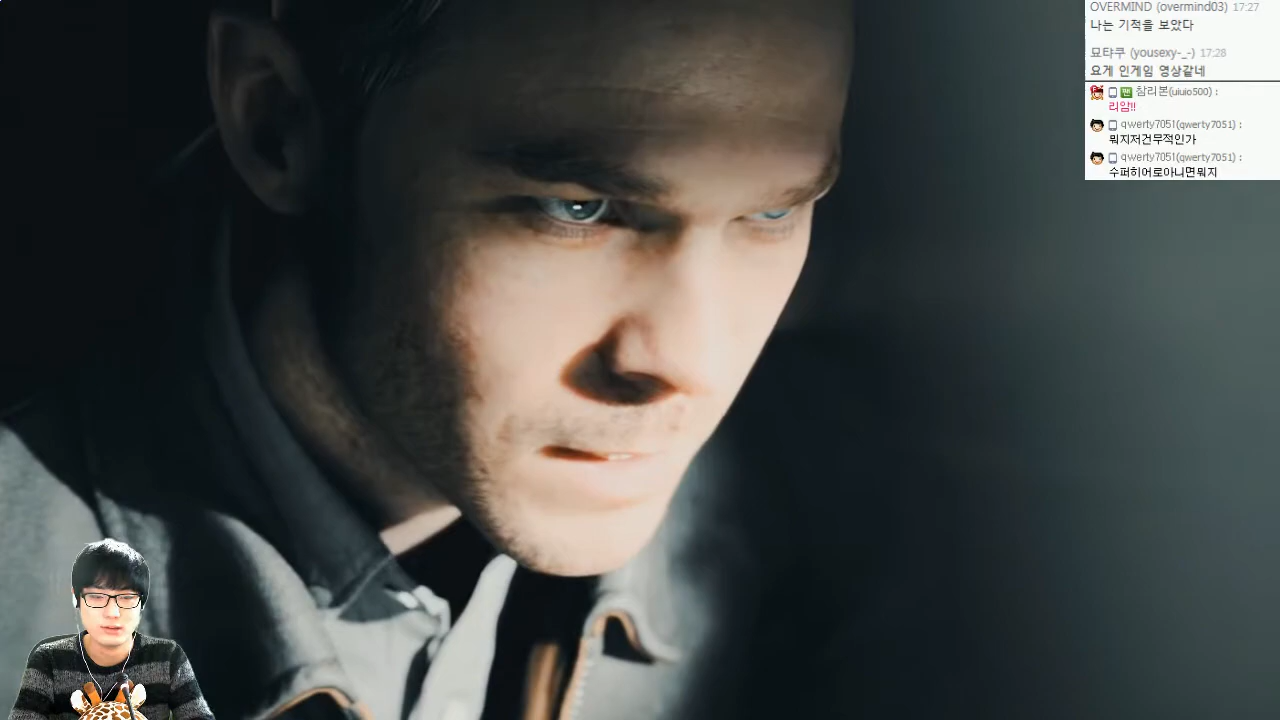 OVERMIND (overmind03) 17:27
나는 기적을 보았다
묘타쿠 (yousexy-_-) 17:28
요게 인게임 영상같네
팬 참리본(uiuio500) :
리암!!
qwerty7051(qwerty7051) :
뭐지저건무적인가
qwerty7051(qwerty7051) :
수퍼히어로아니면뭐지